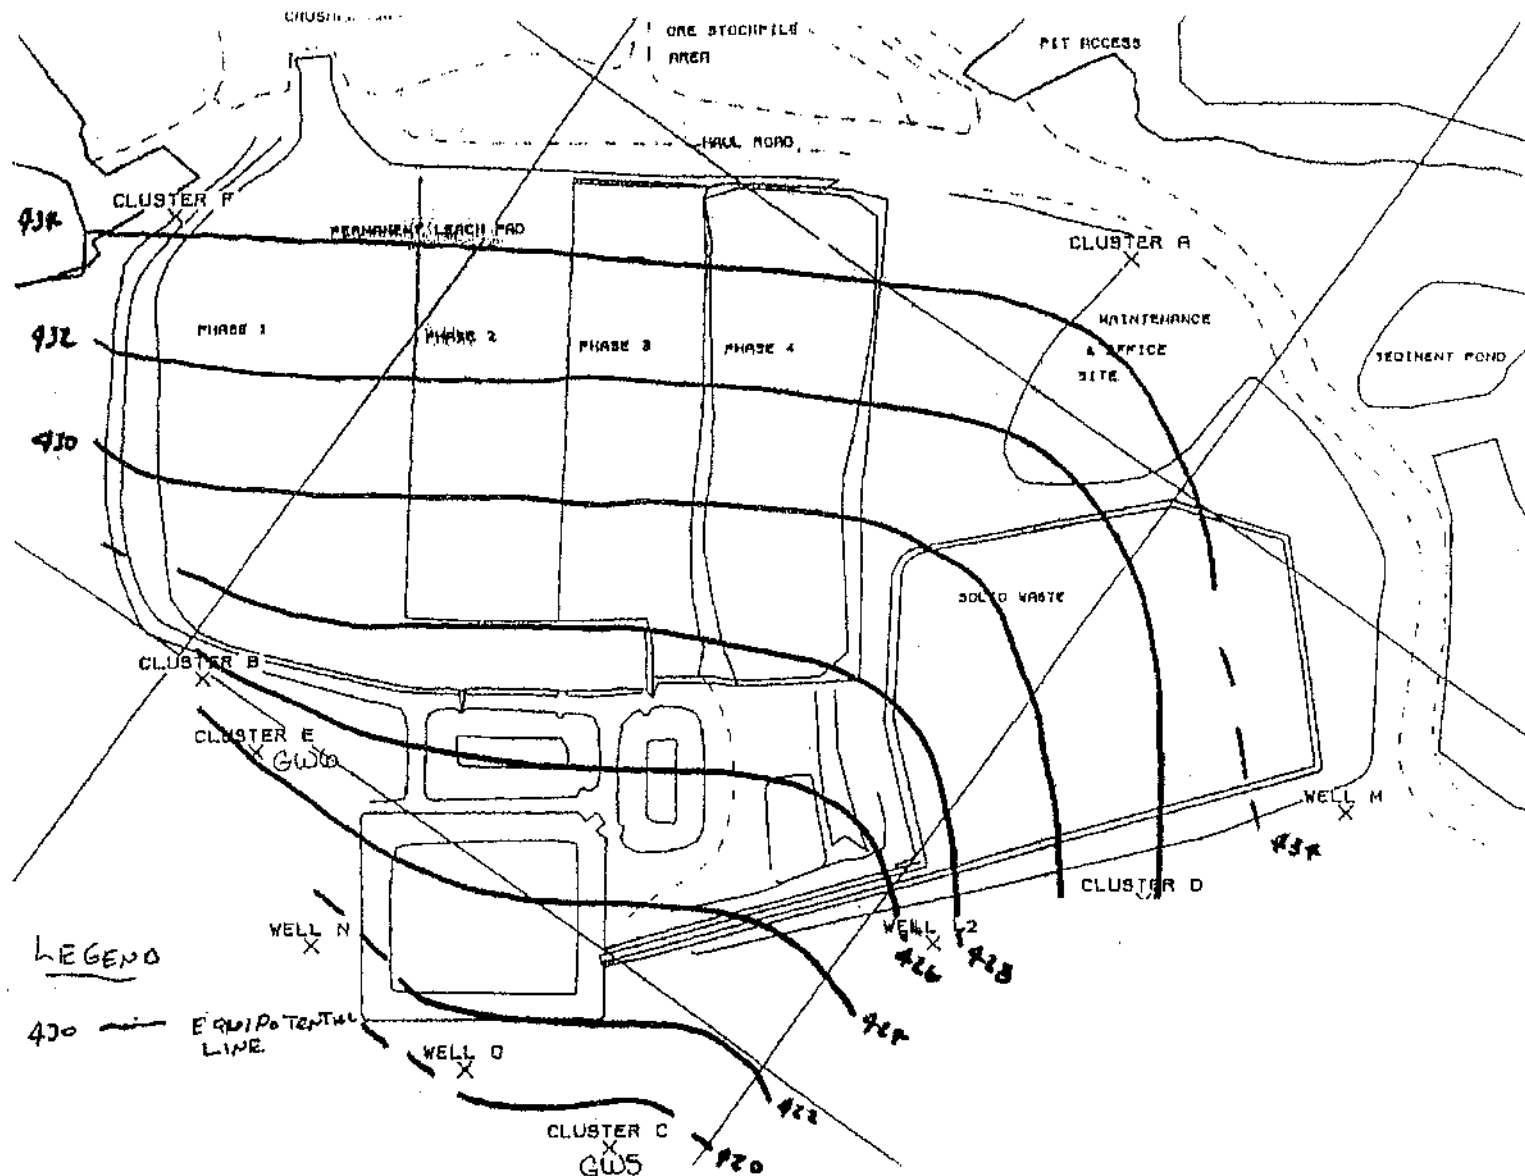 ORE STOCKPILE
AREA
PIT ACCESS
HAUL ROAD
CLUSTER F
434
PERMANENT LEACH PAD
CLUSTER A
432
PHASE 1
PHASE 2
PHASE 3
PHASE 4
MAINTENANCE
& OFFICE
SITE
SEDIMENT POND
430
SOLID WASTE
CLUSTER B
CLUSTER E
GW6
WELL M
434
CLUSTER D
WELL N
WELL L2
426
428
LEGEND
430 EQUIPOTENTIAL
LINE
424
WELL O
422
CLUSTER C
GW5
420